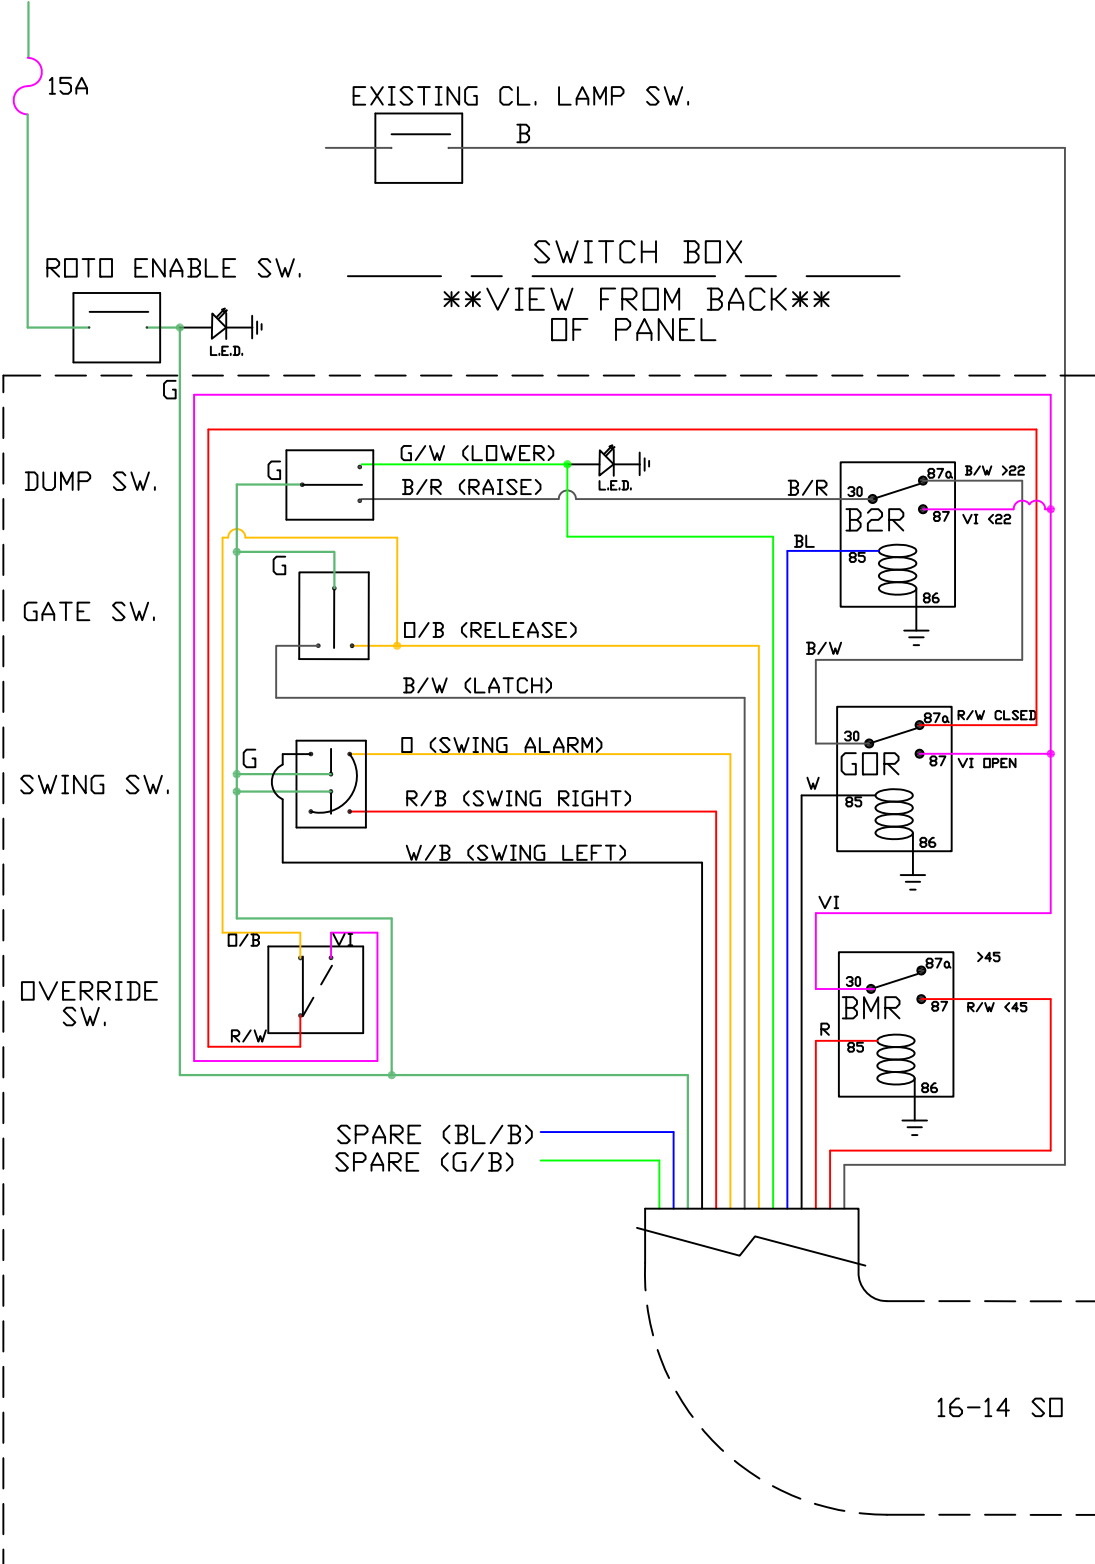 15A
EXISTING CL. LAMP SW.
B
SWITCH BOX
ROTO ENABLE SW.
**VIEW FROM BACK**
OF PANEL
L.E.D.
G
DUMP SW.
G
G/W (LOWER)
B/R (RAISE)
L.E.D.
B/R
30
87a
B/W >22
B2R
87
VI <22
BL
85
86
GATE SW.
G
O/B (RELEASE)
B/W (LATCH)
B/W
30
87a
R/W CLSED
GOR
87
VI OPEN
W
85
86
SWING SW.
G
O (SWING ALARM)
R/B (SWING RIGHT)
W/B (SWING LEFT)
VI
O/B
VI
OVERRIDE
SW.
R/W
30
87a
>45
BMR
87
R/W <45
R
85
86
SPARE (BL/B)
SPARE (G/B)
16-14 SO